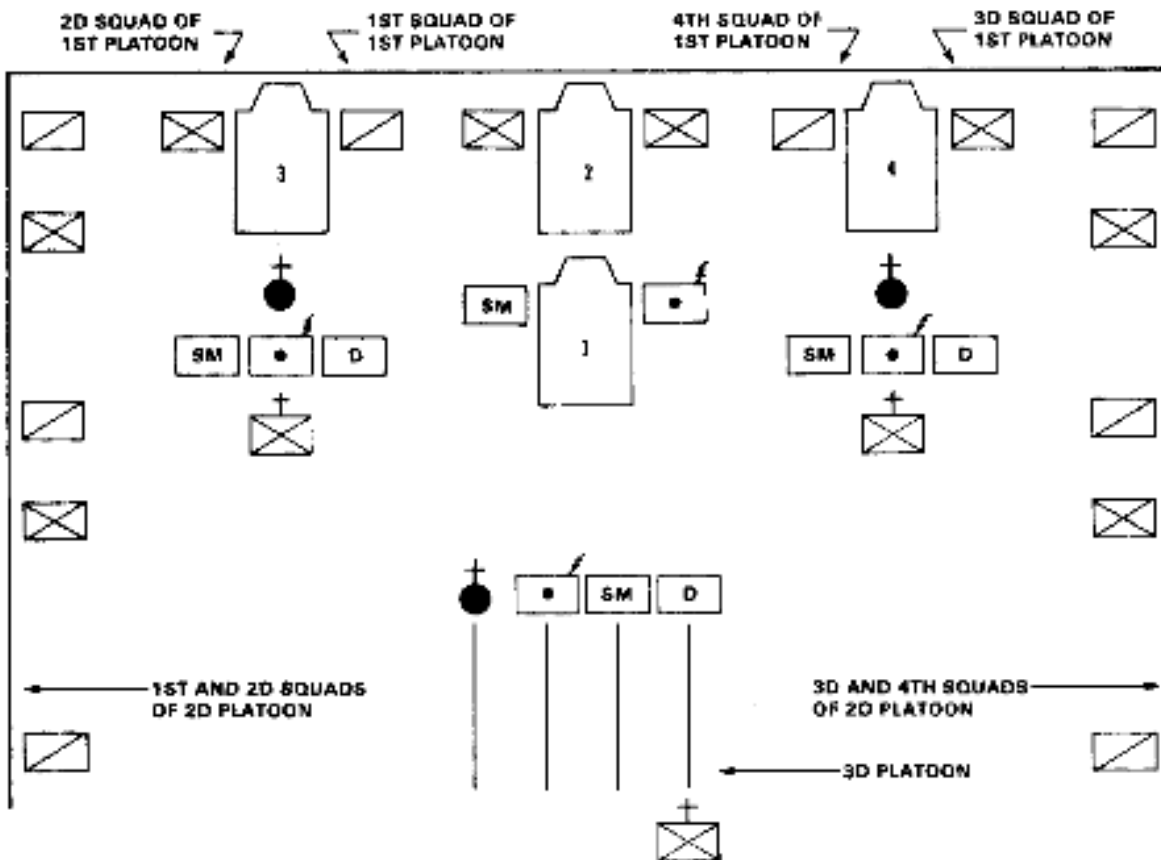 2D SQUAD OF
1ST PLATOON
1ST SQUAD OF
1ST PLATOON
4TH SQUAD OF
1ST PLATOON
3D SQUAD OF
1ST PLATOON
3
2
4
SM
1
SM
D
SM
D
SM
D
1ST AND 2D SQUADS
OF 2D PLATOON
3D AND 4TH SQUADS
OF 2D PLATOON
3D PLATOON